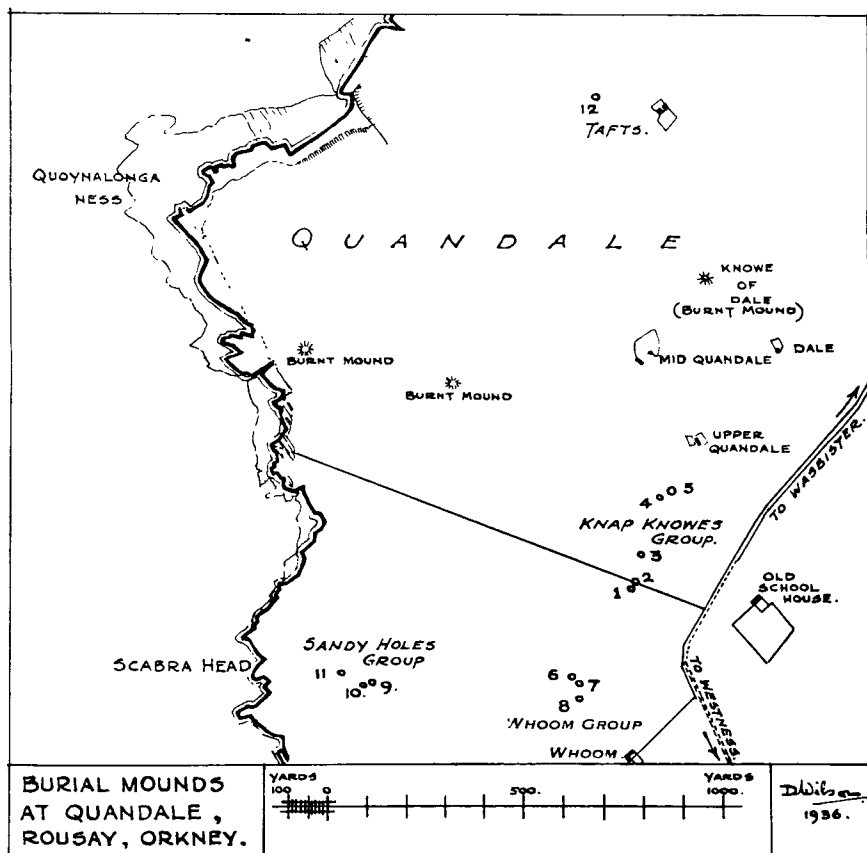 12
TAFTS.
QUOYNALONGA
NESS
QUANDALE
KNOWE
OF
DALE
(BURNT MOUND)
BURNT MOUND
MID QUANDALE
DALE
BURNT MOUND
UPPER
QUANDALE
TO WASBISTER.
4
5
KNAP KNOWES
GROUP.
3
2
1
OLD
SCHOOL
HOUSE.
SANDY HOLES
GROUP
SCABRA HEAD
11
10.
9.
6
7
8
WHOOM GROUP
WHOOM
TO WESTNESS.
BURIAL MOUNDS
AT QUANDALE,
ROUSAY, ORKNEY.
YARDS
100
0
500.
YARDS
1000.
D.Wilson
1936.